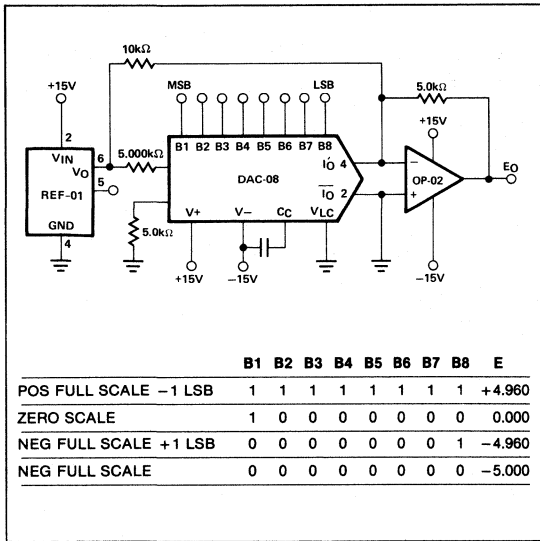 10kΩ
+15V
MSB
LSB
5.0kΩ
+15V
2
VIN
VO
6
5
REF-01
GND
4
5.000kΩ
B1 B2 B3 B4 B5 B6 B7 B8
DAC-08
IO' 4
IO 2
V+ V− CC VLC
5.0kΩ
+15V
−15V
−
+
OP-02
EO
−15V
B1 B2 B3 B4 B5 B6 B7 B8 E
POS FULL SCALE −1 LSB 1 1 1 1 1 1 1 1 +4.960
ZERO SCALE 1 0 0 0 0 0 0 0 0.000
NEG FULL SCALE +1 LSB 0 0 0 0 0 0 0 1 −4.960
NEG FULL SCALE 0 0 0 0 0 0 0 0 −5.000